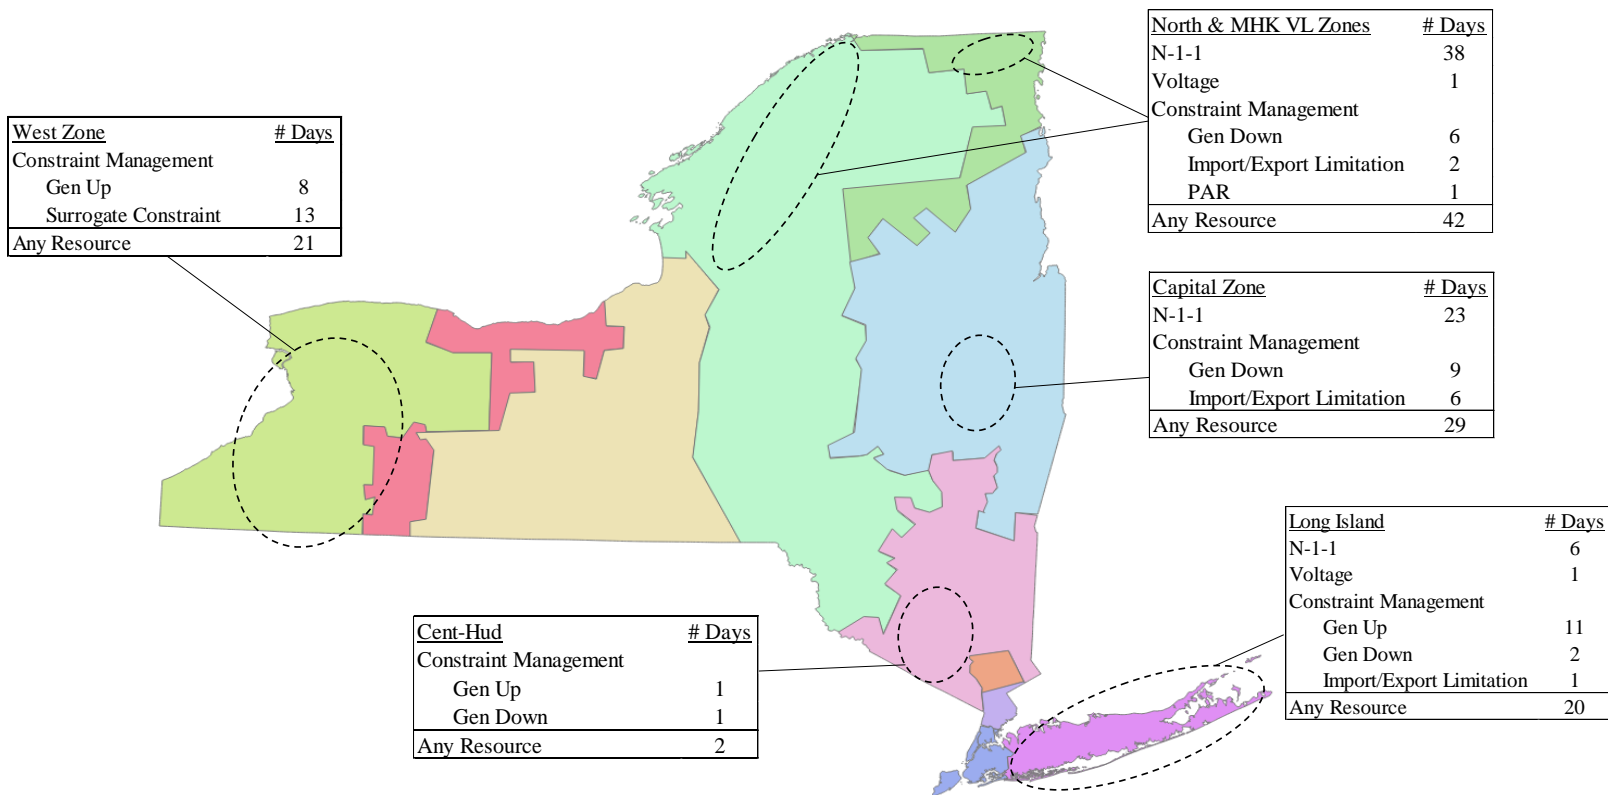 North & MHK VL Zones # Days
N-1-1 38
Voltage 1
Constraint Management
Gen Down 6
Import/Export Limitation 2
PAR 1
Any Resource 42
West Zone # Days
Constraint Management
Gen Up 8
Surrogate Constraint 13
Any Resource 21
Capital Zone # Days
N-1-1 23
Constraint Management
Gen Down 9
Import/Export Limitation 6
Any Resource 29
Long Island # Days
N-1-1 6
Voltage 1
Constraint Management
Gen Up 11
Gen Down 2
Import/Export Limitation 1
Any Resource 20
Cent-Hud # Days
Constraint Management
Gen Up 1
Gen Down 1
Any Resource 2